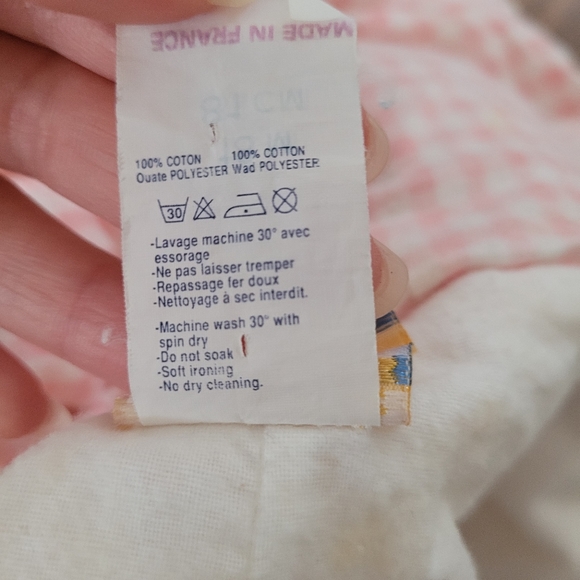 MADE IN FRANCE
81 CM
100% COTON 100% COTTON
Ouate POLYESTER Wad POLYESTER
30
-Lavage machine 30° avec
essorage
-Ne pas laisser tremper
-Repassage fer doux
-Nettoyage à sec interdit.
-Machine wash 30° with
spin dry
-Do not soak
-Soft ironing
-No dry cleaning.